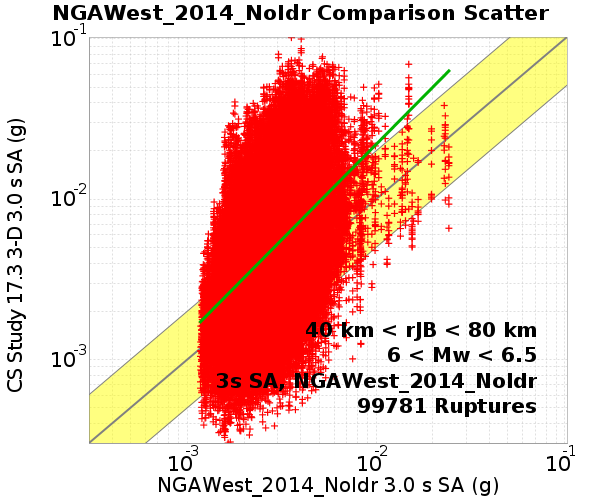 NGAWest_2014_NoIdr Comparison Scatter
CS Study 17.3 3-D 3.0 s SA (g)
10-1
10-2
10-3
40 km < rJB < 80 km
6 < Mw < 6.5
3s SA, NGAWest_2014_NoIdr
99781 Ruptures
10-3 10-2 10-1
NGAWest_2014_NoIdr 3.0 s SA (g)